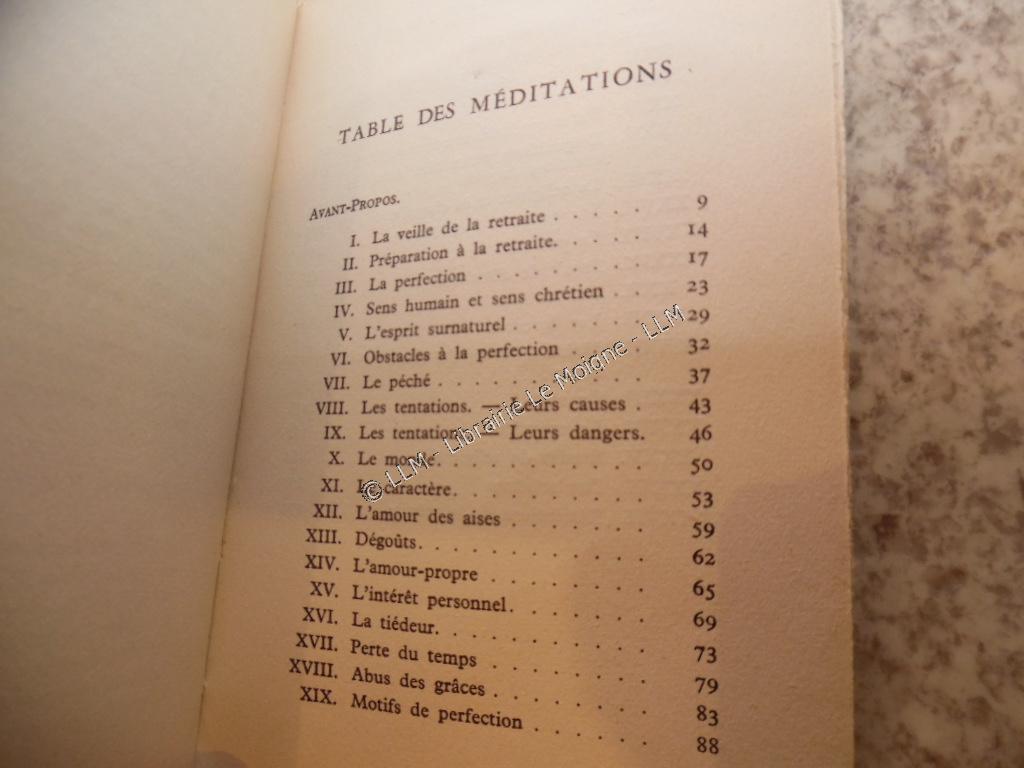 TABLE DES MÉDITATIONS
AVANT-PROPOS.
I. La veille de la retraite . . . . . 9
II. Préparation à la retraite. . . . . 14
III. La perfection . . . . . . . . 17
IV. Sens humain et sens chrétien . . 23
V. L'esprit surnaturel . . . . . . . 29
VI. Obstacles à la perfection . . . . 32
VII. Le péché . . . . . . . . . . 37
VIII. Les tentations. — Leurs causes . 43
IX. Les tentations. — Leurs dangers. 46
X. Le monde. . . . . . . . . . 50
XI. Le caractère. . . . . . . . . 53
XII. L'amour des aises . . . . . . . 59
XIII. Dégoûts. . . . . . . . . . . 62
XIV. L'amour-propre . . . . . . . . 65
XV. L'intérêt personnel. . . . . . . 69
XVI. La tiédeur. . . . . . . . . . 73
XVII. Perte du temps . . . . . . . . 79
XVIII. Abus des grâces . . . . . . . . 83
XIX. Motifs de perfection . . . . . . 88
© LLM - Librairie Le Moigne - LLM